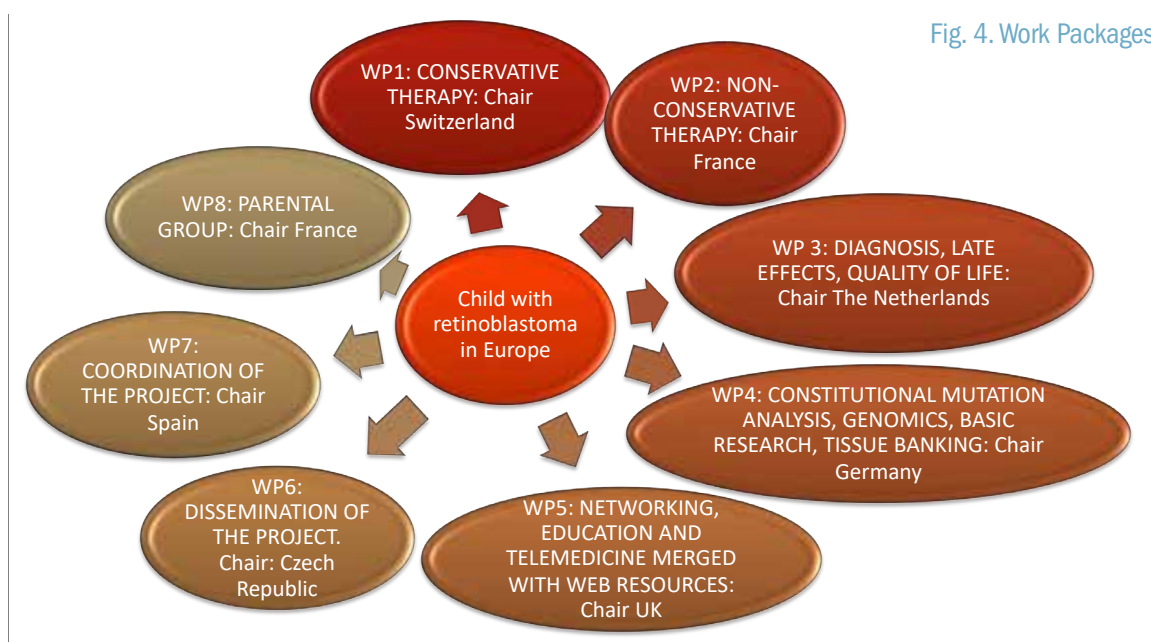 Fig. 4. Work Packages
WP1: CONSERVATIVE
THERAPY: Chair
Switzerland
WP2: NON-
CONSERVATIVE
THERAPY: Chair
France
WP 3: DIAGNOSIS, LATE
EFFECTS, QUALITY OF LIFE:
Chair The Netherlands
WP4: CONSTITUTIONAL MUTATION
ANALYSIS, GENOMICS, BASIC
RESEARCH, TISSUE BANKING: Chair
Germany
WP5: NETWORKING,
EDUCATION AND
TELEMEDICINE MERGED
WITH WEB RESOURCES:
Chair UK
WP6:
DISSEMINATION OF
THE PROJECT.
Chair: Czech
Republic
WP7:
COORDINATION OF
THE PROJECT: Chair
Spain
WP8: PARENTAL
GROUP: Chair France
Child with
retinoblastoma
in Europe